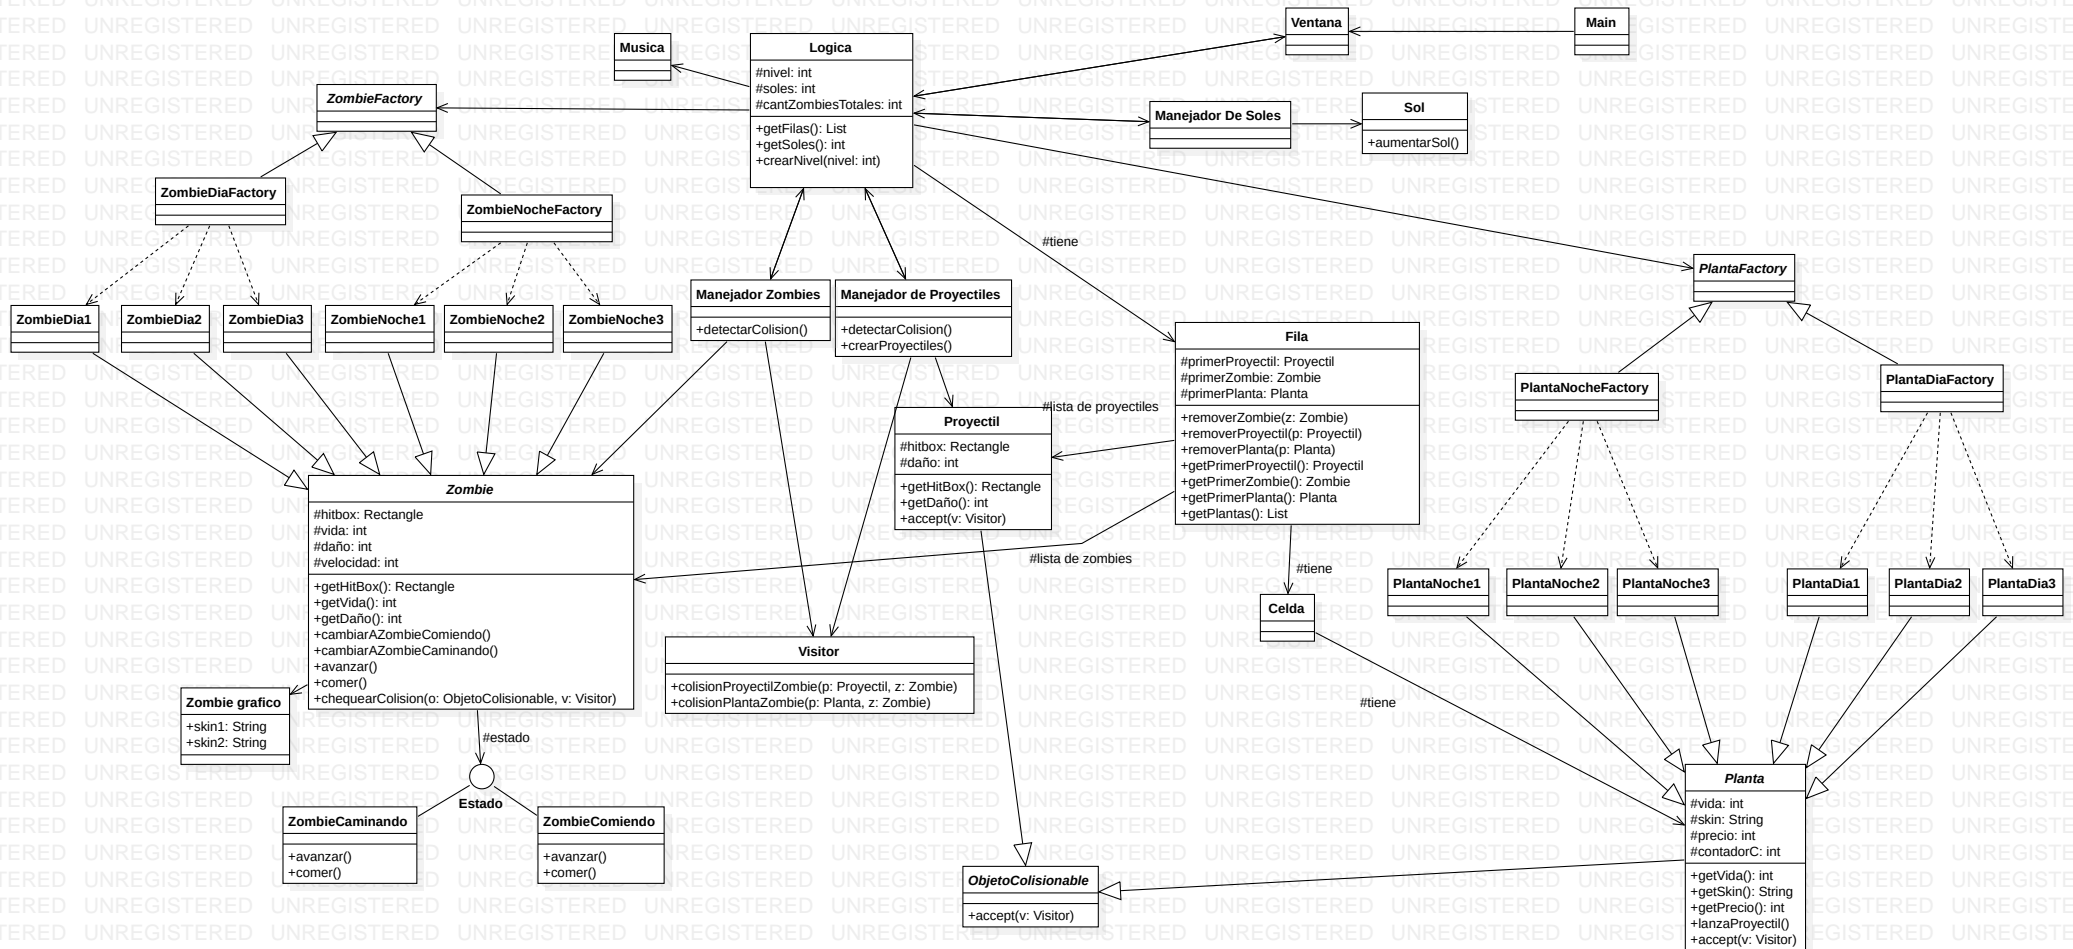 Ventana
Main
Musica
Logica
#nivel: int
#soles: int
#cantZombiesTotales: int
+getFilas(): List
+getSoles(): int
+crearNivel(nivel: int)
ZombieFactory
Manejador De Soles
Sol
+aumentarSol()
ZombieDiaFactory
ZombieNocheFactory
#tiene
PlantaFactory
ZombieDia1
ZombieDia2
ZombieDia3
ZombieNoche1
ZombieNoche2
ZombieNoche3
Manejador Zombies
+detectarColision()
Manejador de Proyectiles
+detectarColision()
+crearProyectiles()
Fila
#primerProyectil: Proyectil
#primerZombie: Zombie
#primerPlanta: Planta
+removerZombie(z: Zombie)
+removerProyectil(p: Proyectil)
+removerPlanta(p: Planta)
+getPrimerProyectil(): Proyectil
+getPrimerZombie(): Zombie
+getPrimerPlanta(): Planta
+getPlantas(): List
PlantaNocheFactory
PlantaDiaFactory
#lista de proyectiles
Proyectil
#hitbox: Rectangle
#daño: int
+getHitBox(): Rectangle
+getDaño(): int
+accept(v: Visitor)
Zombie
#hitbox: Rectangle
#vida: int
#daño: int
#velocidad: int
+getHitBox(): Rectangle
+getVida(): int
+getDaño(): int
+cambiarAZombieComiendo()
+cambiarAZombieCaminando()
+avanzar()
+comer()
+chequearColision(o: ObjetoColisionable, v: Visitor)
#lista de zombies
#tiene
Celda
PlantaNoche1
PlantaNoche2
PlantaNoche3
PlantaDia1
PlantaDia2
PlantaDia3
Visitor
+colisionProyectilZombie(p: Proyectil, z: Zombie)
+colisionPlantaZombie(p: Planta, z: Zombie)
#tiene
Zombie grafico
+skin1: String
+skin2: String
#estado
Estado
ZombieCaminando
+avanzar()
+comer()
ZombieComiendo
+avanzar()
+comer()
ObjetoColisionable
+accept(v: Visitor)
Planta
#vida: int
#skin: String
#precio: int
#contadorC: int
+getVida(): int
+getSkin(): String
+getPrecio(): int
+lanzaProyectil()
+accept(v: Visitor)
UNREGISTERED